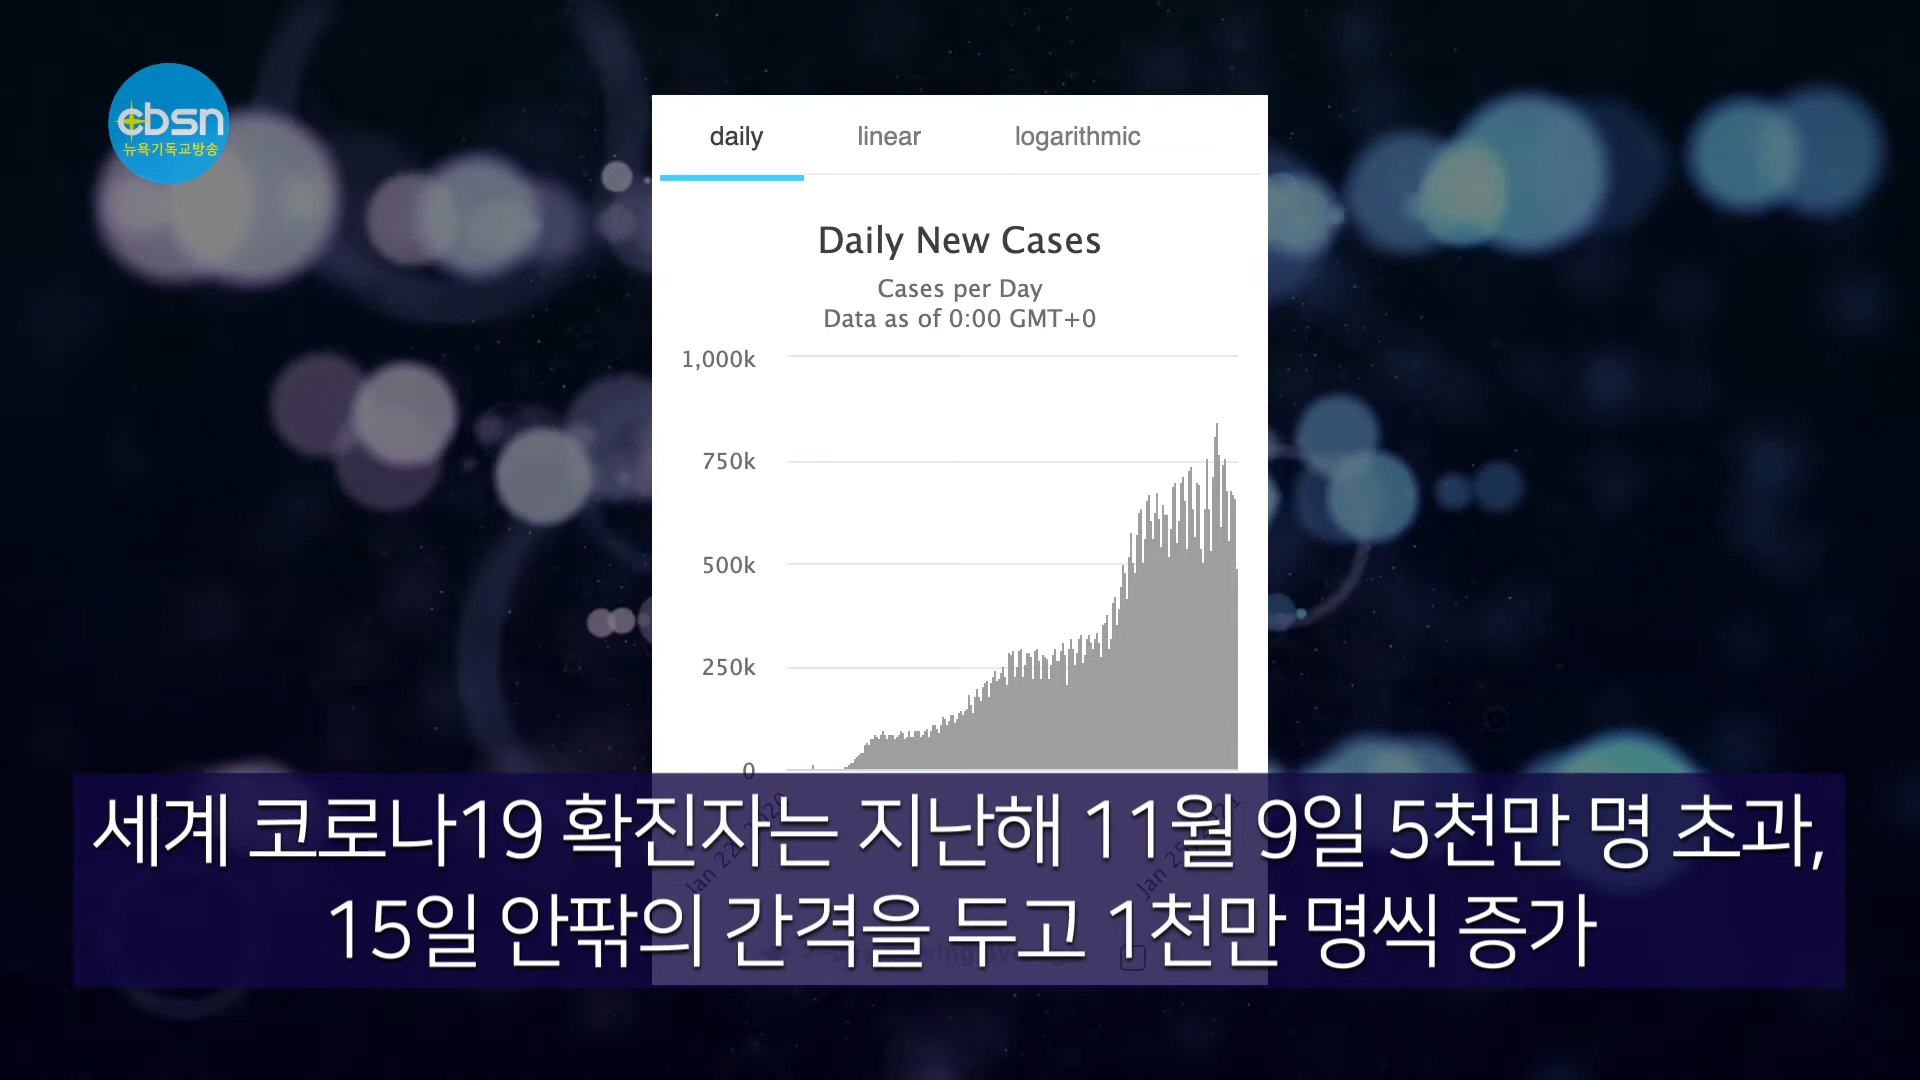 cbsn
뉴욕기독교방송
daily linear logarithmic
Daily New Cases
Cases per Day
Data as of 0:00 GMT+0
1,000k
750k
500k
250k
0
세계 코로나19 확진자는 지난해 11월 9일 5천만 명 초과,
15일 안팎의 간격을 두고 1천만 명씩 증가